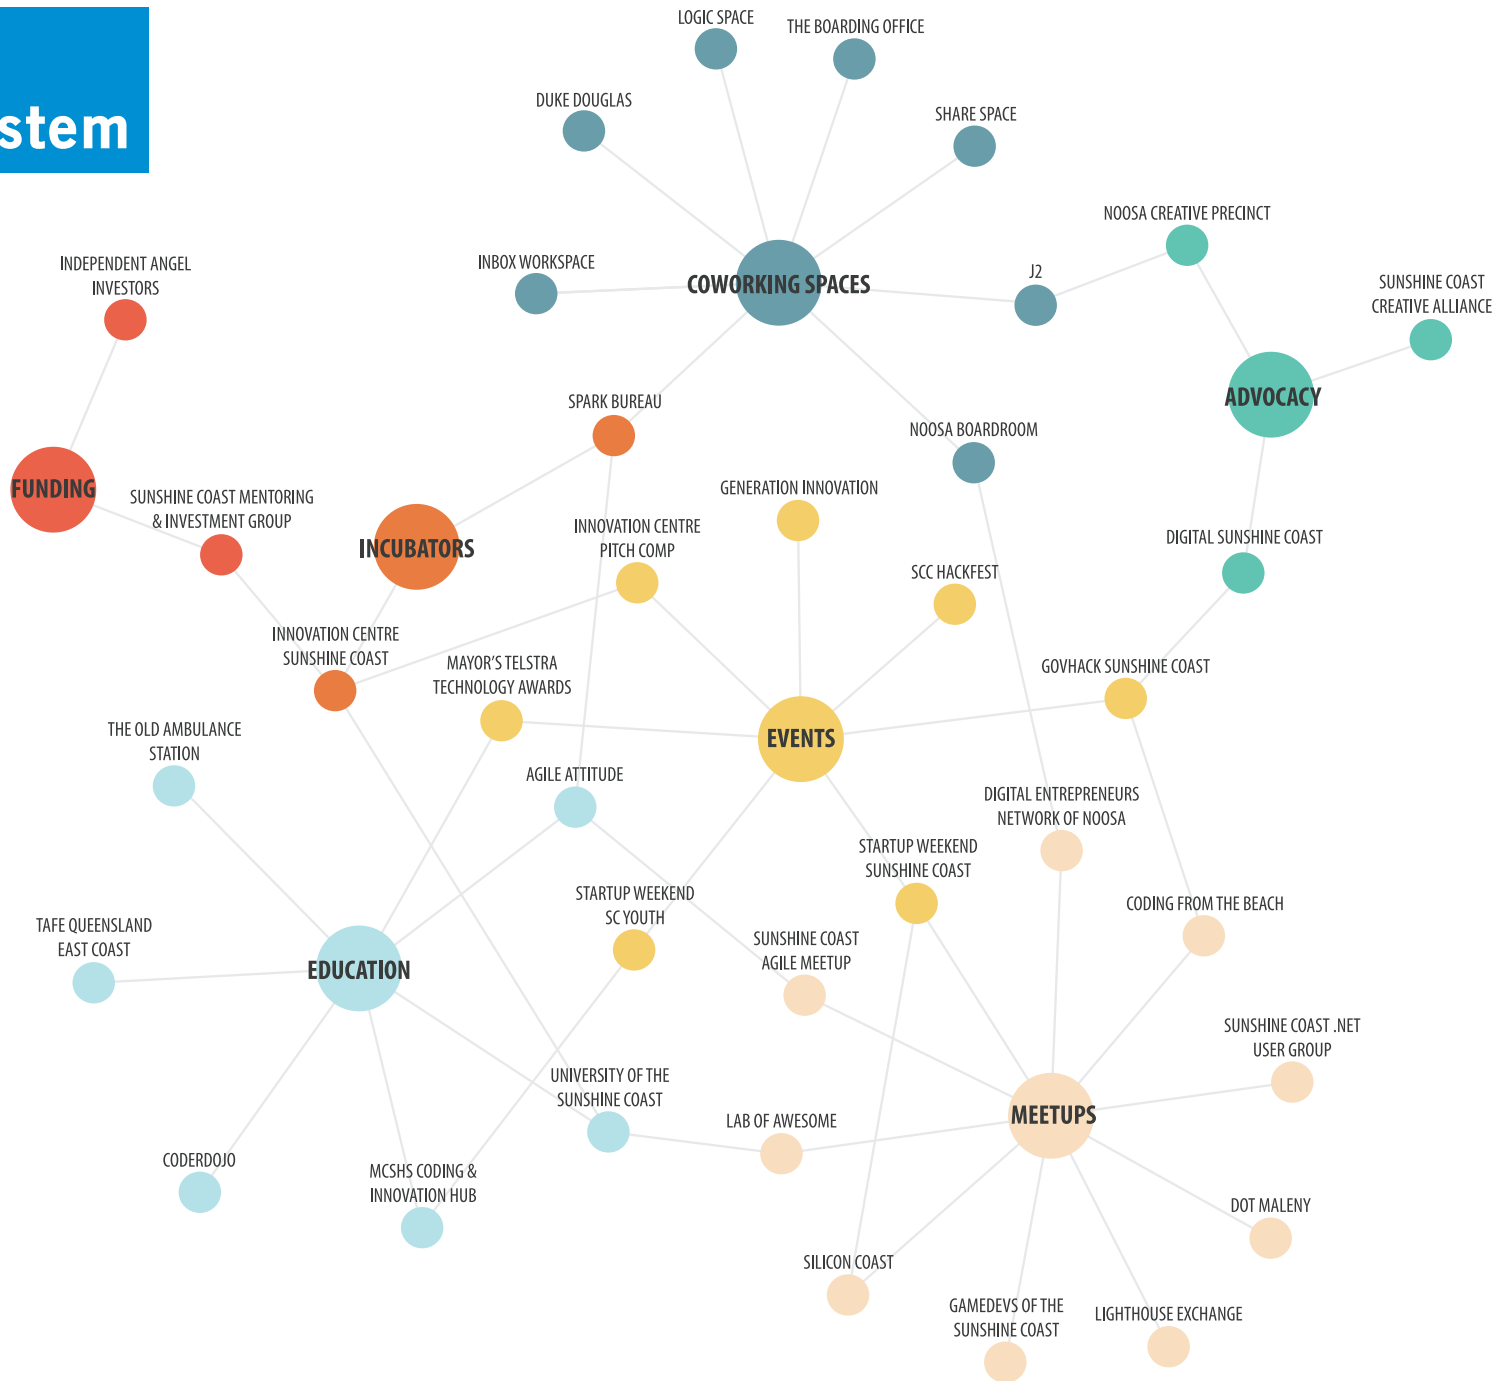 stem
LOGIC SPACE
THE BOARDING OFFICE
DUKE DOUGLAS
SHARE SPACE
NOOSA CREATIVE PRECINCT
INDEPENDENT ANGEL
INVESTORS
INBOX WORKSPACE
COWORKING SPACES
J2
SUNSHINE COAST
CREATIVE ALLIANCE
SPARK BUREAU
ADVOCACY
NOOSA BOARDROOM
FUNDING
SUNSHINE COAST MENTORING
& INVESTMENT GROUP
GENERATION INNOVATION
INCUBATORS
INNOVATION CENTRE
PITCH COMP
DIGITAL SUNSHINE COAST
SCC HACKFEST
INNOVATION CENTRE
SUNSHINE COAST
MAYOR'S TELSTRA
TECHNOLOGY AWARDS
GOVHACK SUNSHINE COAST
THE OLD AMBULANCE
STATION
EVENTS
AGILE ATTITUDE
DIGITAL ENTREPRENEURS
NETWORK OF NOOSA
STARTUP WEEKEND
SUNSHINE COAST
STARTUP WEEKEND
SC YOUTH
CODING FROM THE BEACH
TAFE QUEENSLAND
EAST COAST
EDUCATION
SUNSHINE COAST
AGILE MEETUP
SUNSHINE COAST .NET
USER GROUP
UNIVERSITY OF THE
SUNSHINE COAST
LAB OF AWESOME
MEETUPS
CODERDOJO
MCSHS CODING &
INNOVATION HUB
DOT MALENY
SILICON COAST
GAMEDEVS OF THE
SUNSHINE COAST
LIGHTHOUSE EXCHANGE